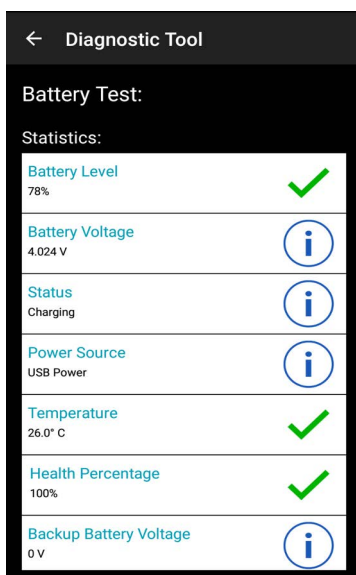 Diagnostic Tool
Battery Test:
Statistics:
Battery Level
78%
Battery Voltage
4.024 V
Status
Charging
Power Source
USB Power
Temperature
26.0° C
Health Percentage
100%
Backup Battery Voltage
0 V